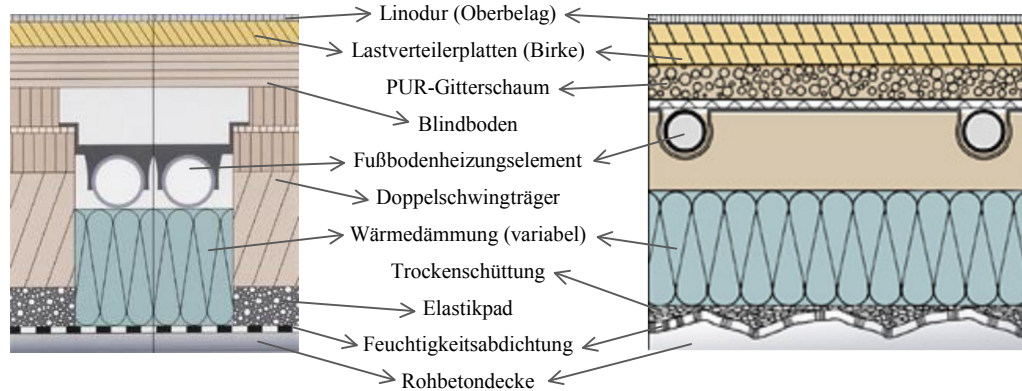 Linodur (Oberbelag)
Lastverteilerplatten (Birke)
PUR-Gitterschaum
Blindboden
Fußbodenheizungselement
Doppelschwingträger
Wärmedämmung (variabel)
Trockenschüttung
Elastikpad
Feuchtigkeitsabdichtung
Rohbetondecke